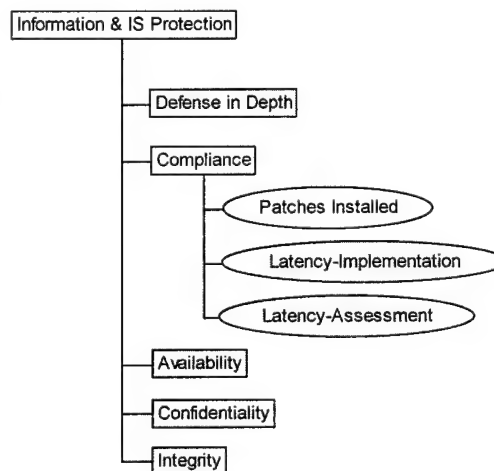 Information & IS Protection
Defense in Depth
Compliance
Patches Installed
Latency-Implementation
Latency-Assessment
Availability
Confidentiality
Integrity